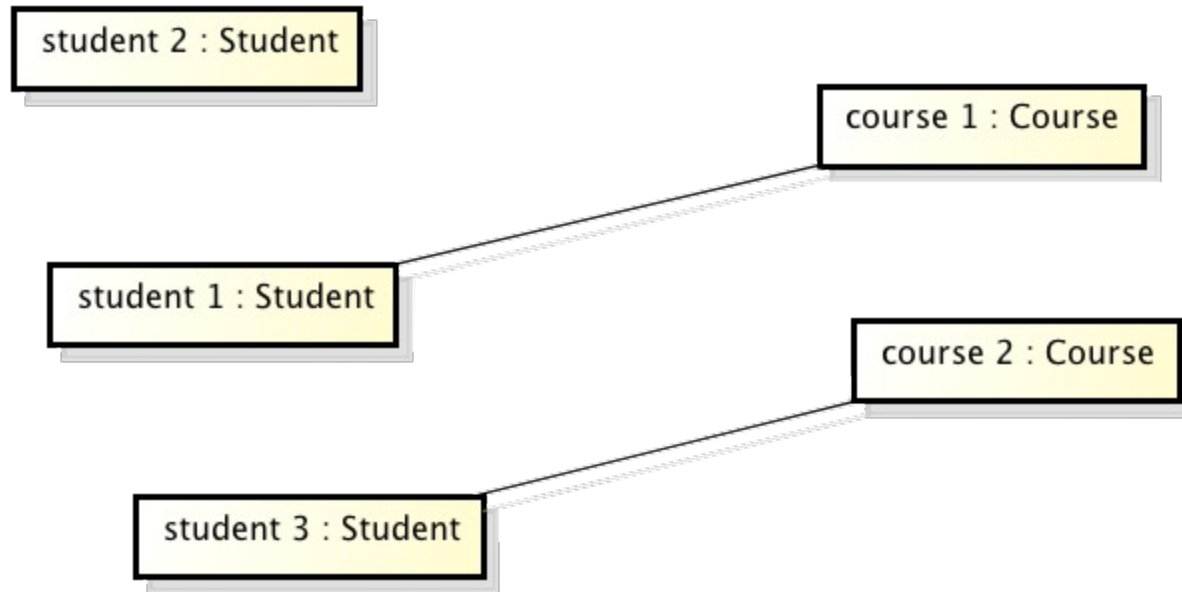 student 2 : Student
course 1 : Course
student 1 : Student
course 2 : Course
student 3 : Student